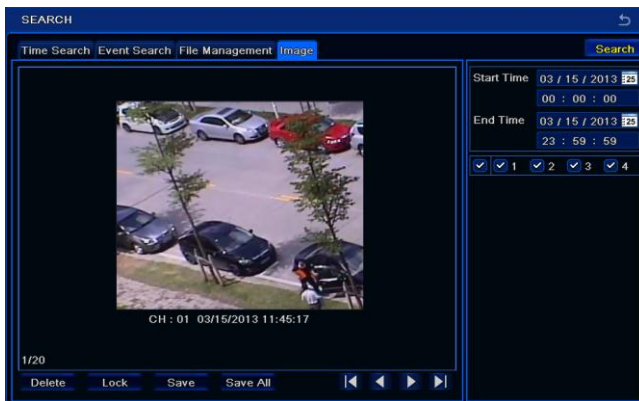 SEARCH
Time Search Event Search File Management Image
Search
Start Time 03 / 15 / 2013 25
00 : 00 : 00
End Time 03 / 15 / 2013 25
23 : 59 : 59
1 2 3 4
CH : 01 03/15/2013 11:45:17
1/20
Delete Lock Save Save All